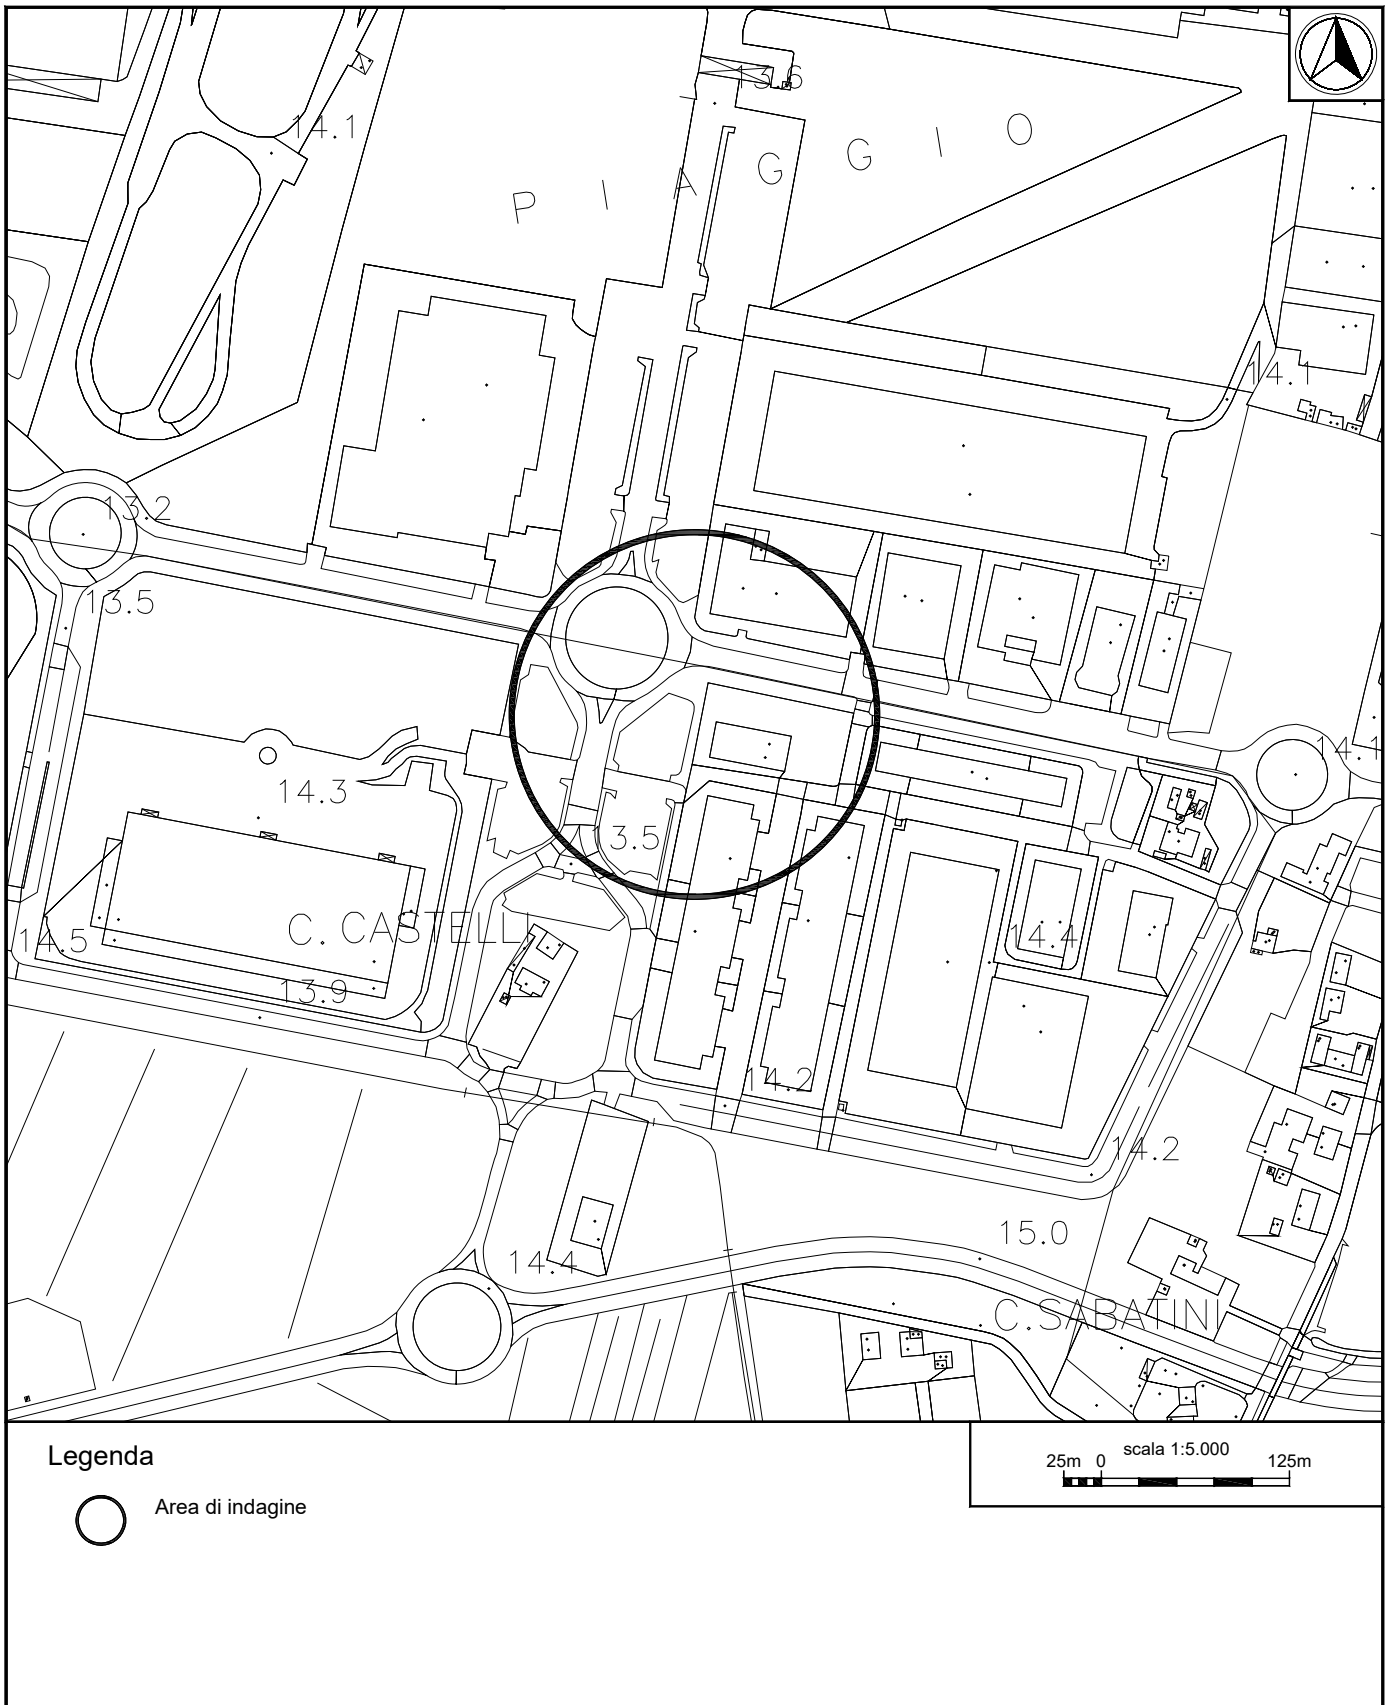 13.6
14.1
P I A G G I O
14.1
13.2
13.5
14.1
14.3
13.5
C. CASTELLI
14.5
14.4
13.9
14.2
14.2
15.0
14.4
C.SABATINI
Legenda
Area di indagine
scala 1:5.000
25m 0 125m